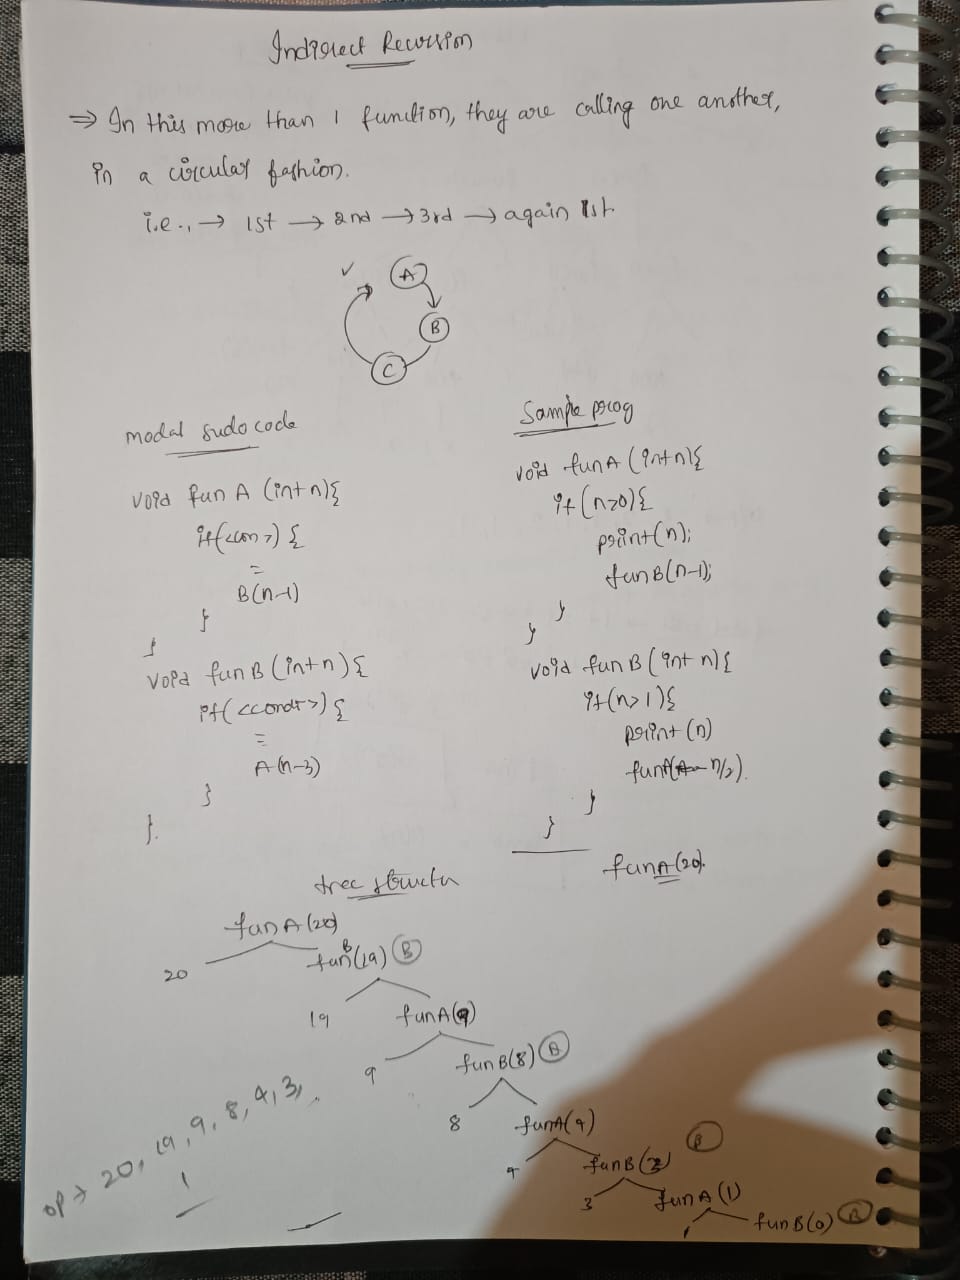 Indirect Recursion
⇒ In this more than 1 function, they are calling one another,
in a circular fashion.
i.e., → 1st → 2nd → 3rd → again 1st.
A
B
C
modal sudo code
void fun A (int n){
if(<con>) {
=
B(n-1)
}
}
void fun B (int n) {
if(<condt>) {
=
A(n-3)
}
}.
Sample prog
void funA (int n){
if (n>0){
print(n);
funB(n-1);
}
}
void fun B (int n){
if(n>1){
print (n)
funA(n/2).
}
}
funA(20).
tree structu
funA(20)
20
funB(19) B
19
funA(9)
9
funB(8) B
8
funA(4)
4
funB(3) B
3
funA(1)
1
funB(0) B
op → 20, 19, 9, 8, 4, 3,
1